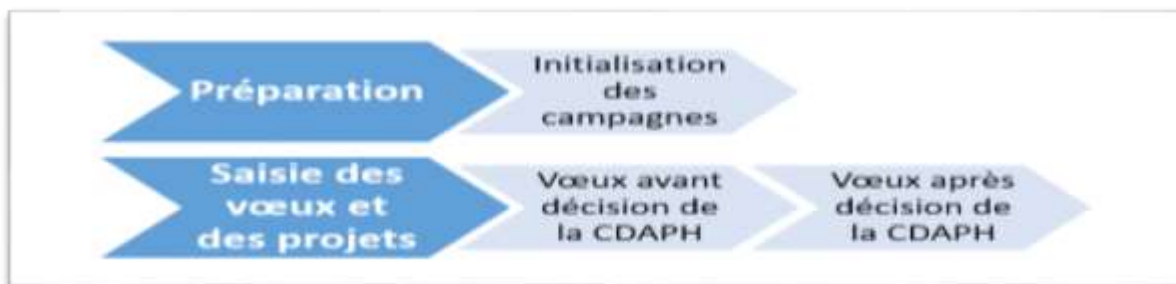 Préparation
Initialisation
des
campagnes
Saisie des
vœux et
des projets
Vœux avant
décision de
la CDAPH
Vœux après
décision de
la CDAPH